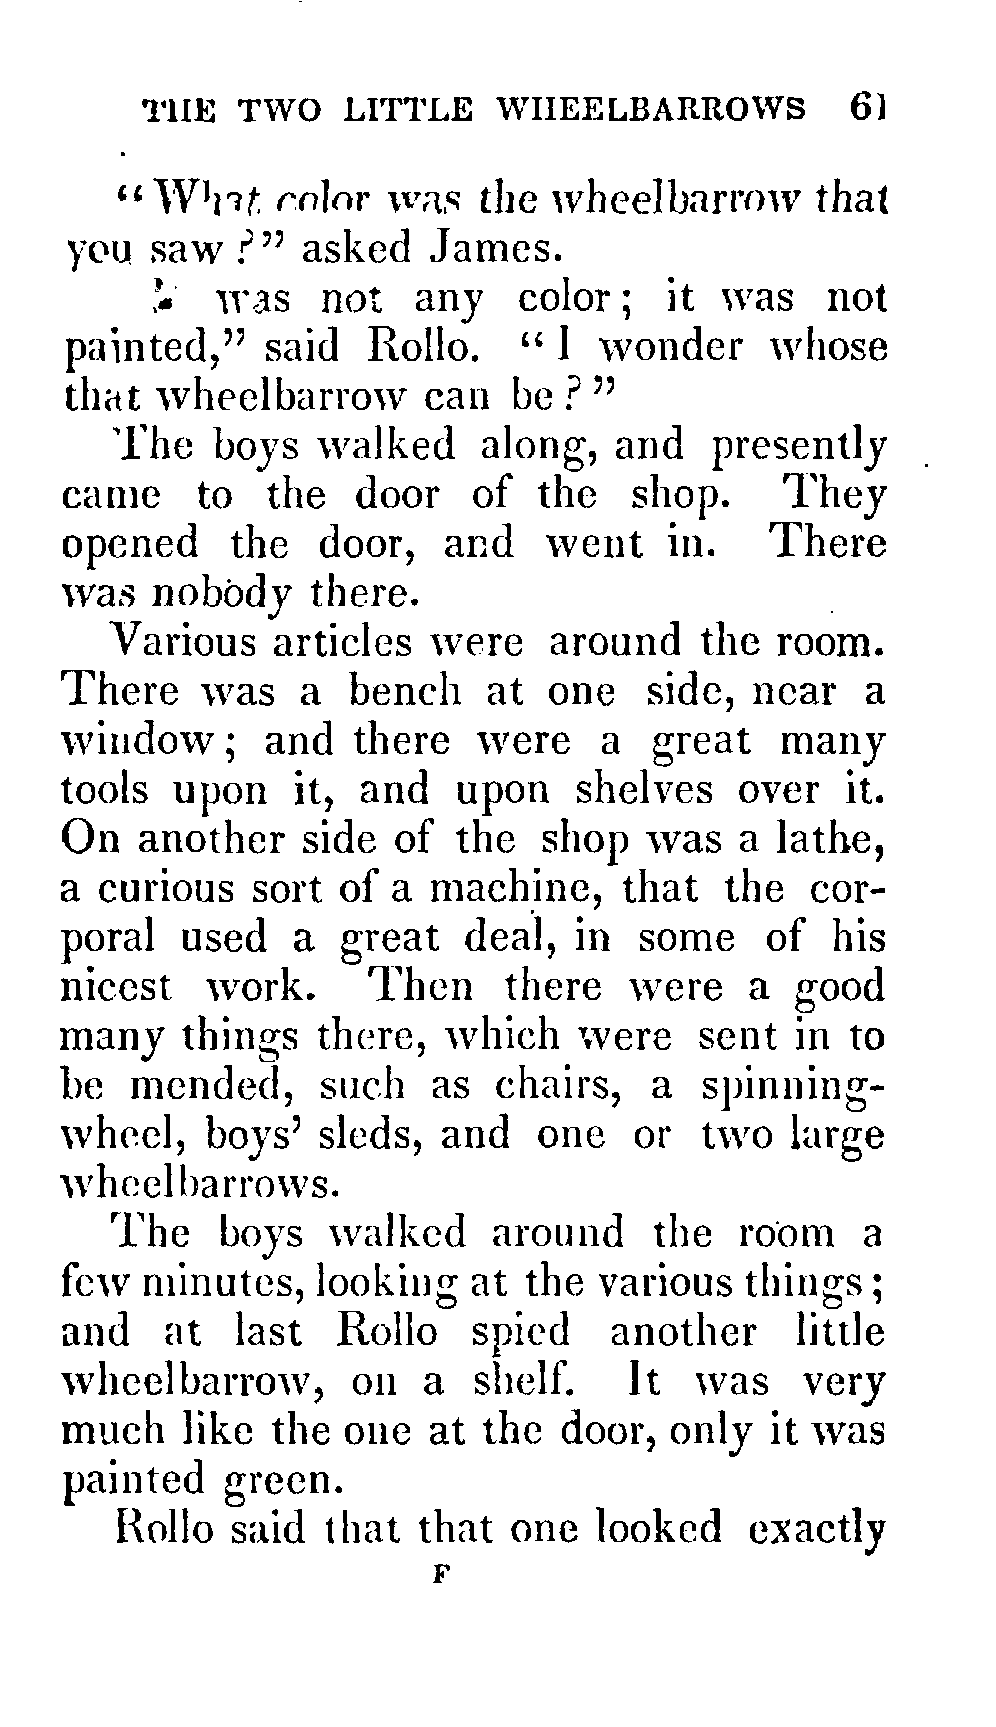 THE TWO LITTLE WHEELBARROWS 61
“What color was the wheelbarrow that
you saw?” asked James.
was not any color; it was not
painted,” said Rollo. “I wonder whose
that wheelbarrow can be?”
The boys walked along, and presently
came to the door of the shop. They
opened the door, and went in. There
was nobody there.
Various articles were around the room.
There was a bench at one side, near a
window; and there were a great many
tools upon it, and upon shelves over it.
On another side of the shop was a lathe,
a curious sort of a machine, that the cor-
poral used a great deal, in some of his
nicest work. Then there were a good
many things there, which were sent in to
be mended, such as chairs, a spinning-
wheel, boys’ sleds, and one or two large
wheelbarrows.
The boys walked around the room a
few minutes, looking at the various things;
and at last Rollo spied another little
wheelbarrow, on a shelf. It was very
much like the one at the door, only it was
painted green.
Rollo said that that one looked exactly
F